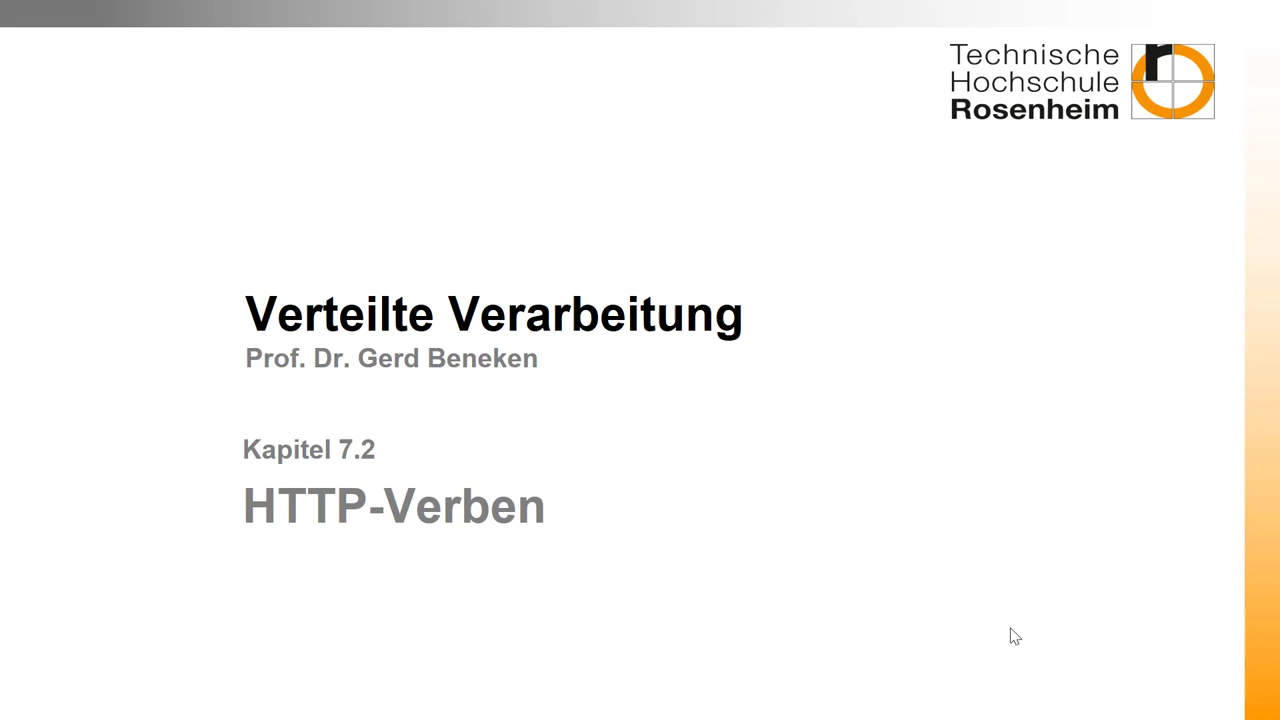 Technische
Hochschule
Rosenheim
Verteilte Verarbeitung
Prof. Dr. Gerd Beneken
Kapitel 7.2
HTTP-Verben